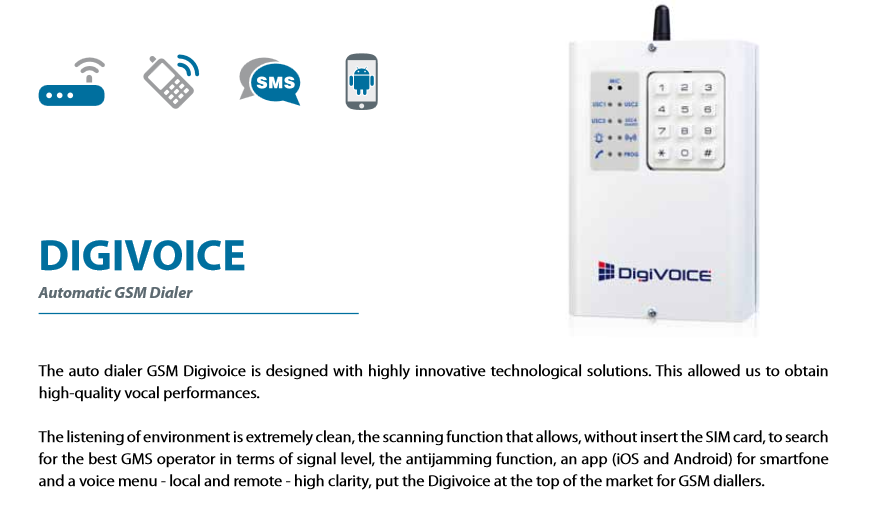 SMS
MIC
USC1 USC2
USC3
PROG
1 2 3
4 5 6
7 8 9
* 0 #
DigiVOICE
DIGIVOICE
Automatic GSM Dialer
The auto dialer GSM Digivoice is designed with highly innovative technological solutions. This allowed us to obtain
high-quality vocal performances.
The listening of environment is extremely clean, the scanning function that allows, without insert the SIM card, to search
for the best GMS operator in terms of signal level, the antijamming function, an app (iOS and Android) for smartfone
and a voice menu - local and remote - high clarity, put the Digivoice at the top of the market for GSM diallers.